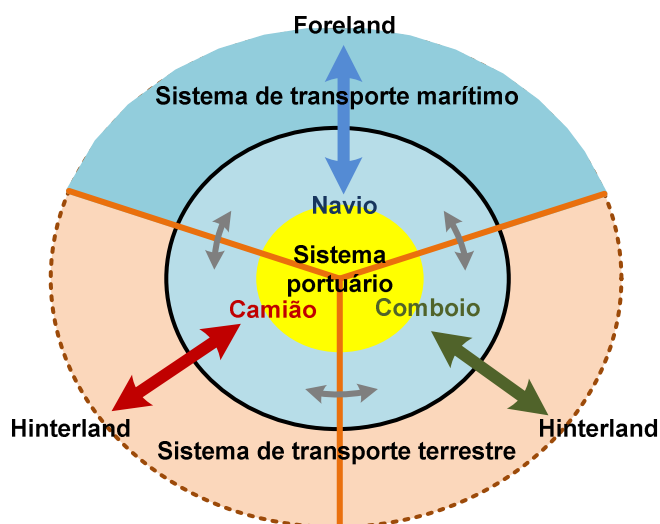 Foreland
Sistema de transporte marítimo
Navio
Sistema
portuário
Camião
Comboio
Hinterland
Hinterland
Sistema de transporte terrestre